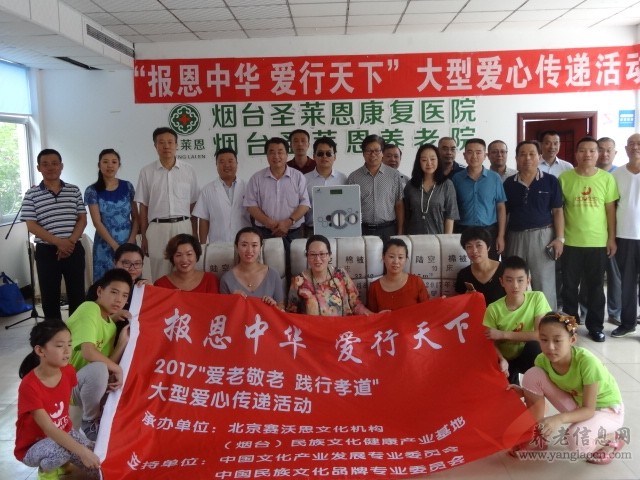 “报恩中华 爱行天下”大型爱心传递活动
莱恩
烟台圣莱恩康复医院
烟台圣莱恩养老院
报恩中华 爱行天下
2017“爱老敬老 践行孝道”
大型爱心传递活动
承办单位：北京赛沃思文化机构
（烟台）民族文化健康产业基地
持单位：中国文化产业发展专业委员会
中国民族文化品牌专业委员会
养老信息网
www.yanglaocn.com